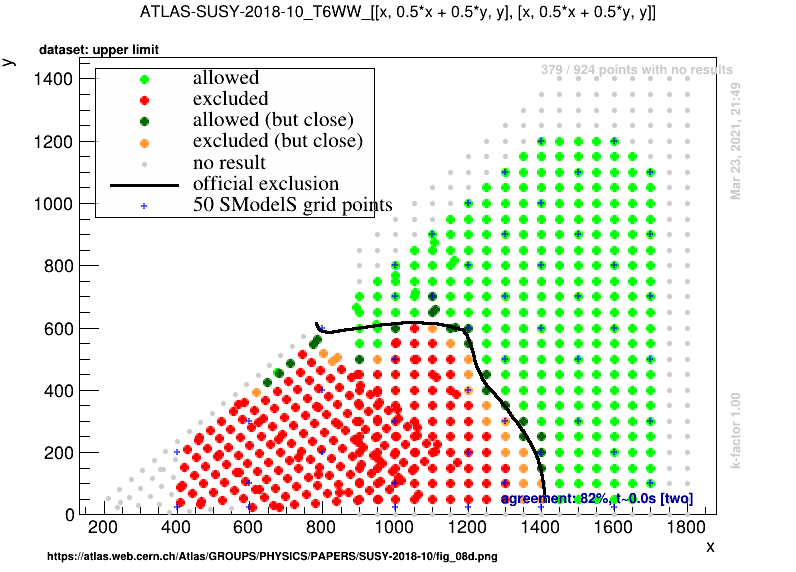 ATLAS-SUSY-2018-10_T6WW_[[x, 0.5*x + 0.5*y, y], [x, 0.5*x + 0.5*y, y]]
dataset: upper limit
y
379 / 924 points with no results
allowed
excluded
allowed (but close)
excluded (but close)
no result
official exclusion
50 SModelS grid points
Mar 23, 2021, 21:49
k-factor 1.00
1400
1200
1000
800
600
400
200
0
agreement: 82%, t~0.0s [two]
200 400 600 800 1000 1200 1400 1600 1800
x
https://atlas.web.cern.ch/Atlas/GROUPS/PHYSICS/PAPERS/SUSY-2018-10/fig_08d.png